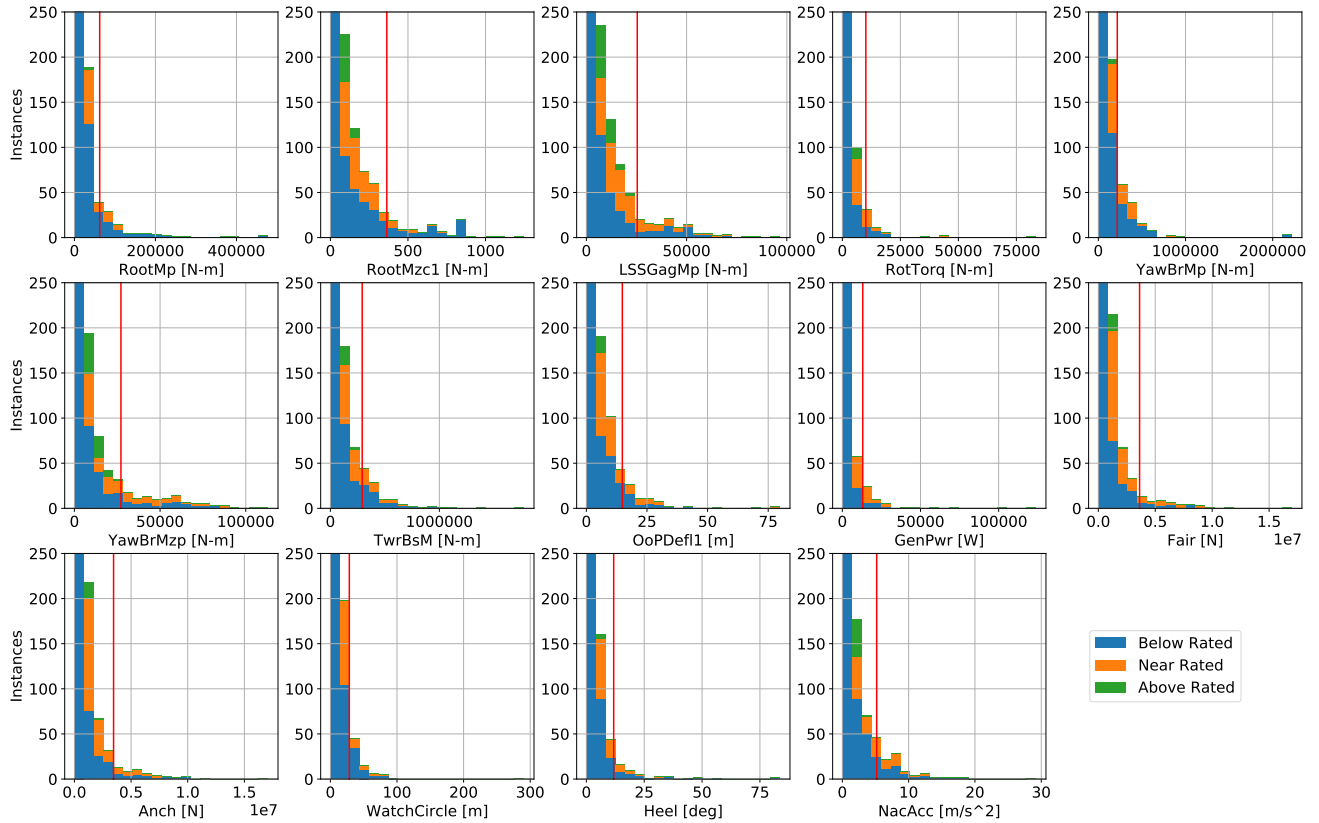 250
200
150
100
50
0
Instances
0 200000 400000
RootMp [N-m]
250
200
150
100
50
0
0 500 1000
RootMzc1 [N-m]
250
200
150
100
50
0
0 50000 100000
LSSGagMp [N-m]
250
200
150
100
50
0
0 25000 50000 75000
RotTorq [N-m]
250
200
150
100
50
0
0 1000000 2000000
YawBrMp [N-m]
250
200
150
100
50
0
Instances
0 50000 100000
YawBrMzp [N-m]
250
200
150
100
50
0
0 1000000
TwrBsM [N-m]
250
200
150
100
50
0
0 25 50 75
OoPDefl1 [m]
250
200
150
100
50
0
0 50000 100000
GenPwr [W]
250
200
150
100
50
0
0.0 0.5 1.0 1.5
1e7
Fair [N]
250
200
150
100
50
0
Instances
0.0 0.5 1.0 1.5
1e7
Anch [N]
250
200
150
100
50
0
0 100 200 300
WatchCircle [m]
250
200
150
100
50
0
0 25 50 75
Heel [deg]
250
200
150
100
50
0
0 10 20 30
NacAcc [m/s^2]
Below Rated
Near Rated
Above Rated